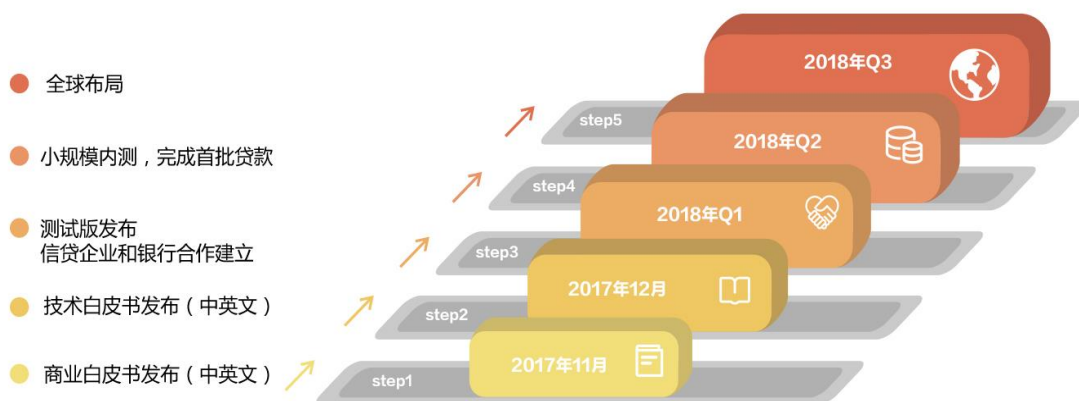 全球布局
小规模内测，完成首批贷款
测试版发布
信贷企业和银行合作建立
技术白皮书发布（中英文）
商业白皮书发布（中英文）
2018年Q3
step5
2018年Q2
step4
2018年Q1
step3
2017年12月
step2
2017年11月
step1